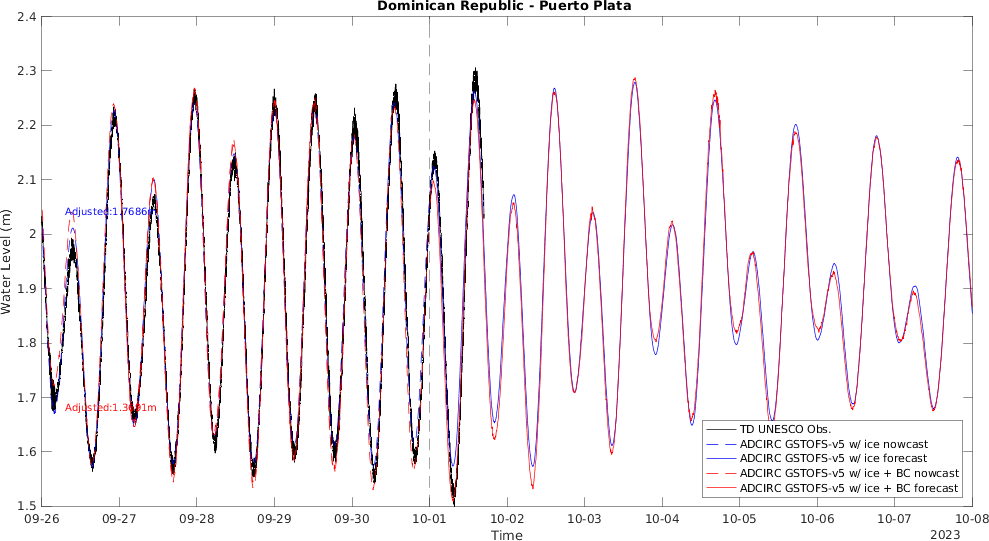 Dominican Republic - Puerto Plata
2.4
2.3
2.2
2.1
2
1.9
1.8
1.7
1.6
1.5
Water Level (m)
Adjusted:1.7686m
Adjusted:1.3691m
TD UNESCO Obs.
ADCIRC GSTOFS-v5 w/ ice nowcast
ADCIRC GSTOFS-v5 w/ ice forecast
ADCIRC GSTOFS-v5 w/ ice + BC nowcast
ADCIRC GSTOFS-v5 w/ ice + BC forecast
09-26 09-27 09-28 09-29 09-30 10-01 10-02 10-03 10-04 10-05 10-06 10-07 10-08
Time
2023